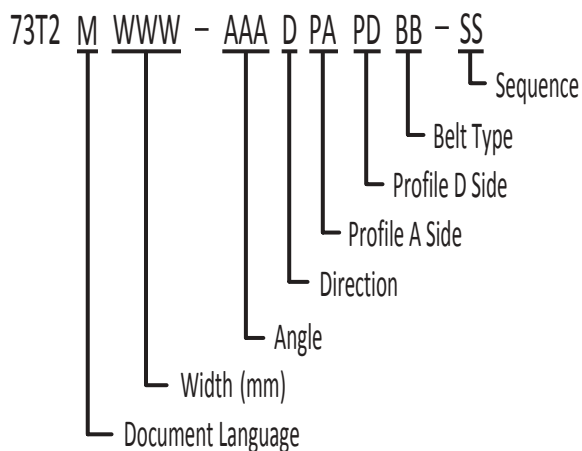 73T2 M WWW – AAA D PA PD BB – SS
Sequence
Belt Type
Profile D Side
Profile A Side
Direction
Angle
Width (mm)
Document Language